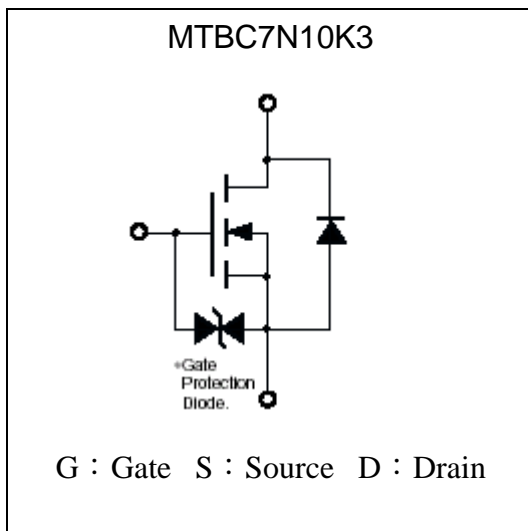 MTBC7N10K3
*Gate
Protection
Diode.
G：Gate S：Source D：Drain